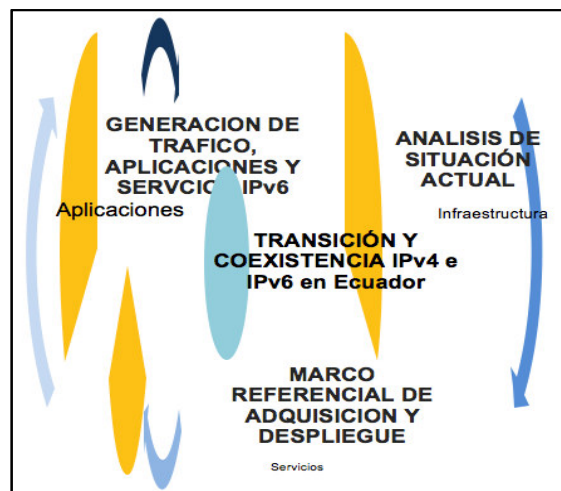 GENERACION DE
TRAFICO,
APLICACIONES Y
IPv6
Aplicaciones
ANALISIS DE
SITUACIÓN
ACTUAL
Infraestructura
TRANSICIÓN Y
COEXISTENCIA IPv4 e
IPv6 en Ecuador
MARCO
REFERENCIAL DE
ADQUISICION Y
DESPLIEGUE
Servicios